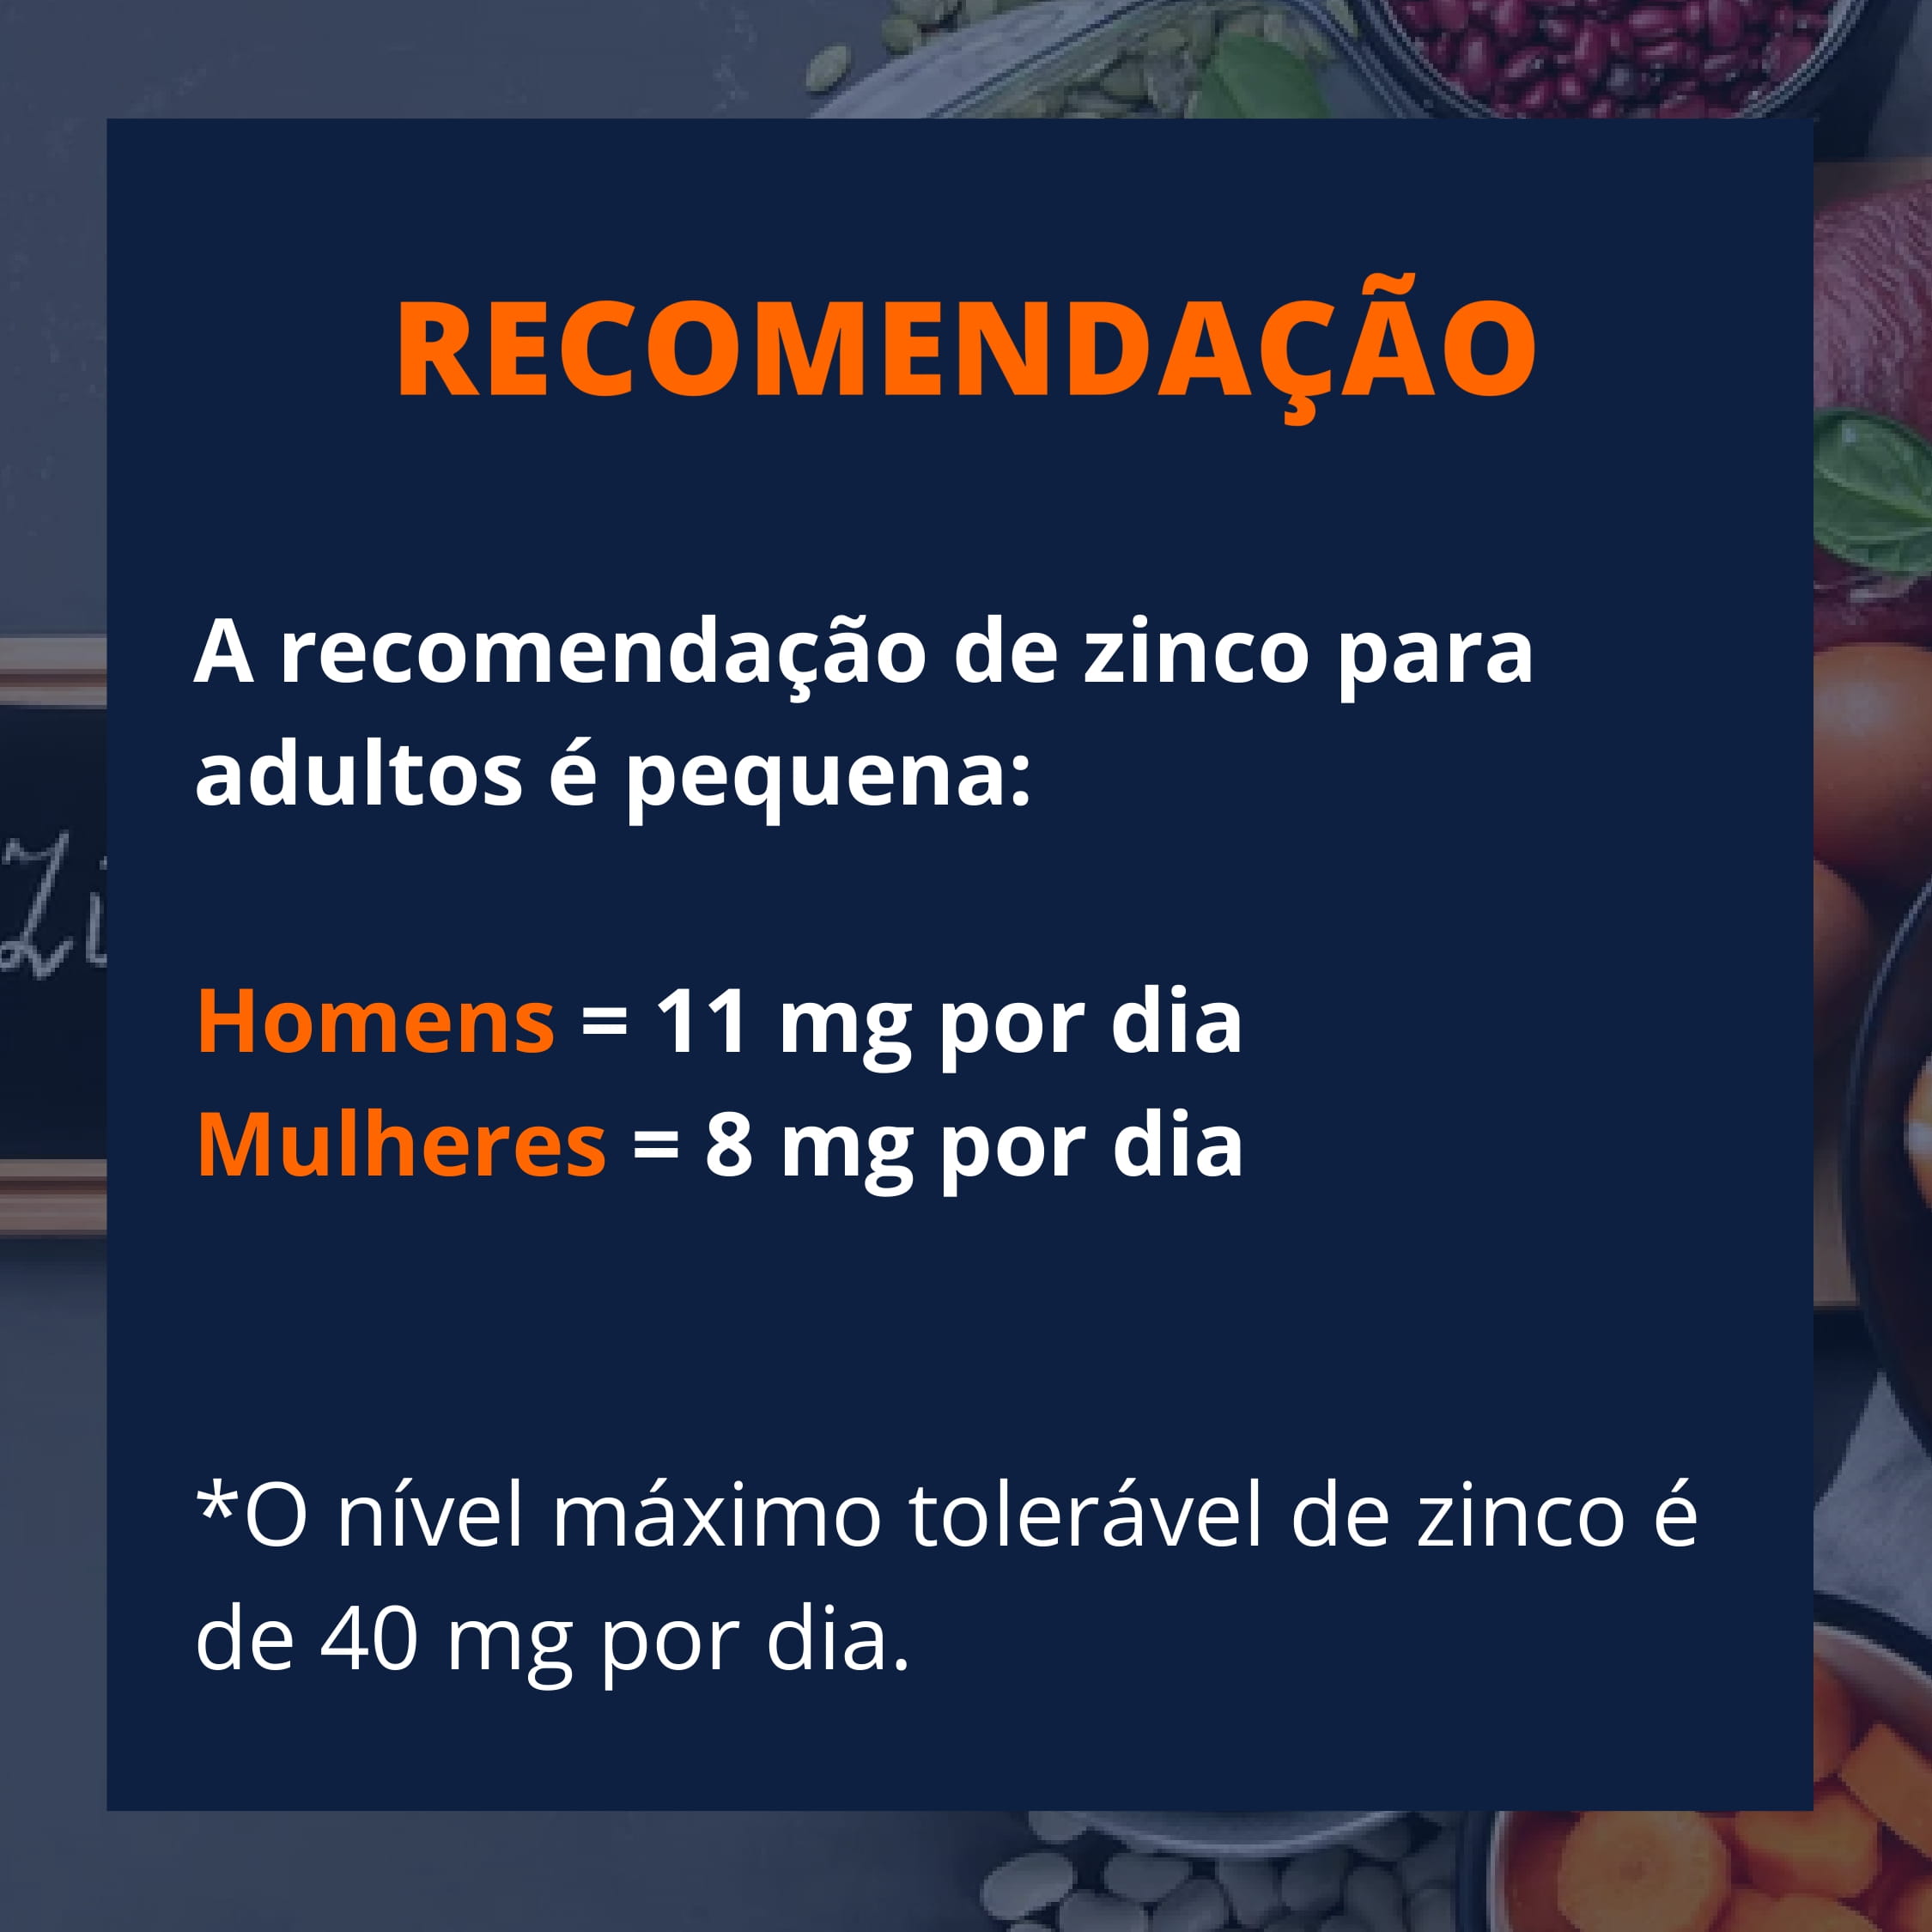 RECOMENDAÇÃO
A recomendação de zinco para
adultos é pequena:
Homens = 11 mg por dia
Mulheres = 8 mg por dia
*O nível máximo tolerável de zinco é
de 40 mg por dia.
Zi